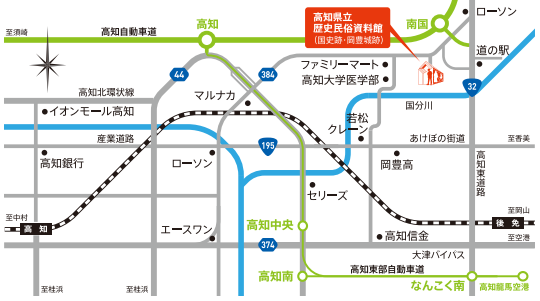 高知県立
歴史民俗資料館
(国史跡・岡豊城跡)
高知
南国
ローソン
至須崎
高知自動車道
道の駅
ファミリーマート
高知大学医学部
44
384
32
高知北環状線
マルナカ
国分川
イオンモール高知
若松
クレーン
産業道路
195
あけぼの街道
至香美
高知銀行
ローソン
岡豊高
高知東道路
セリーズ
至中村
高知
エースワン
高知中央
374
高知信金
至岡山
後免
至空港
大津バイパス
高知東部自動車道
高知南
なんこく南
高知龍馬空港
至桂浜
至桂浜